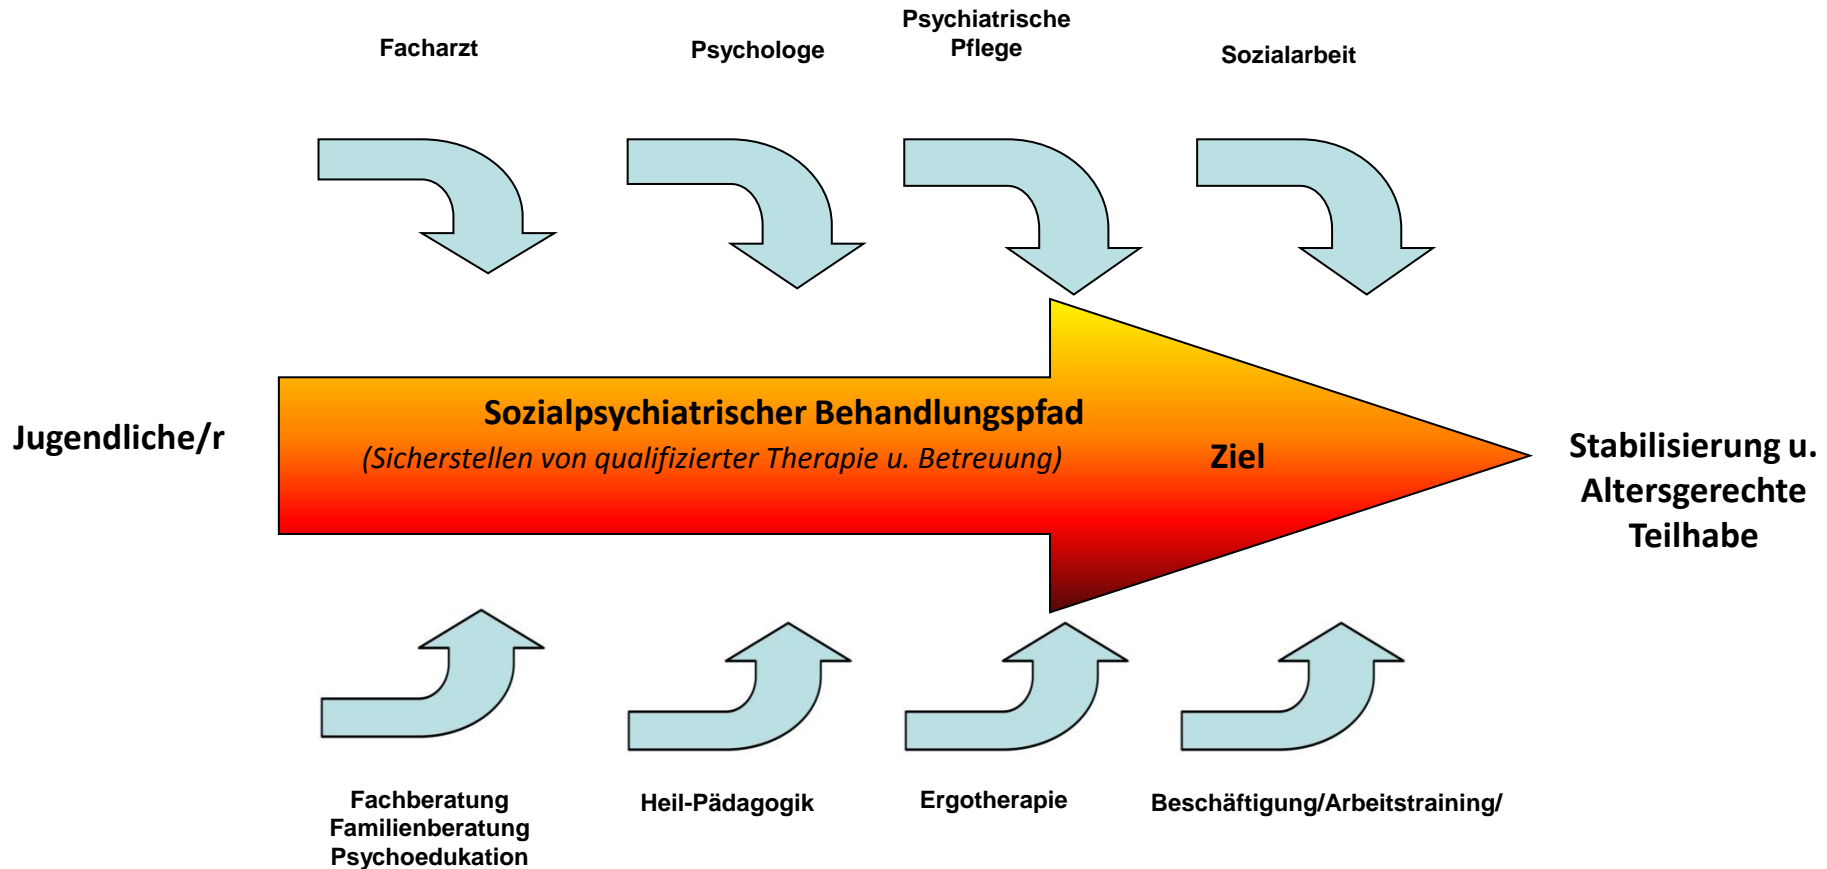 Facharzt
Psychologe
Psychiatrische
Pflege
Sozialarbeit
Jugendliche/r
Sozialpsychiatrischer Behandlungspfad
(Sicherstellen von qualifizierter Therapie u. Betreuung)
Ziel
Stabilisierung u.
Altersgerechte
Teilhabe
Fachberatung
Familienberatung
Psychoedukation
Heil-Pädagogik
Ergotherapie
Beschäftigung/Arbeitstraining/